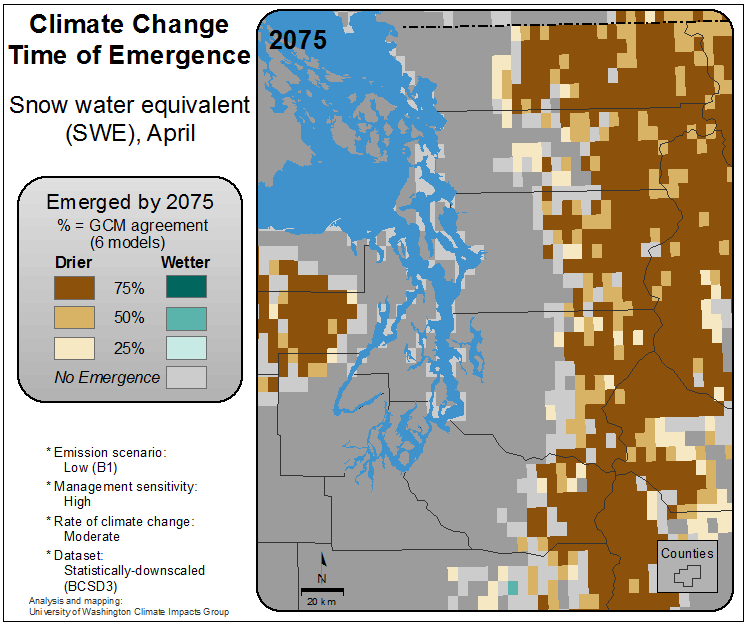 Climate Change
Time of Emergence
Snow water equivalent
(SWE), April
Emerged by 2075
% = GCM agreement
(6 models)
Drier Wetter
75%
50%
25%
No Emergence
* Emission scenario:
Low (B1)
* Management sensitivity:
High
* Rate of climate change:
Moderate
* Dataset:
Statistically-downscaled
(BCSD3)
Analysis and mapping:
University of Washington Climate Impacts Group
2075
N
20 km
Counties